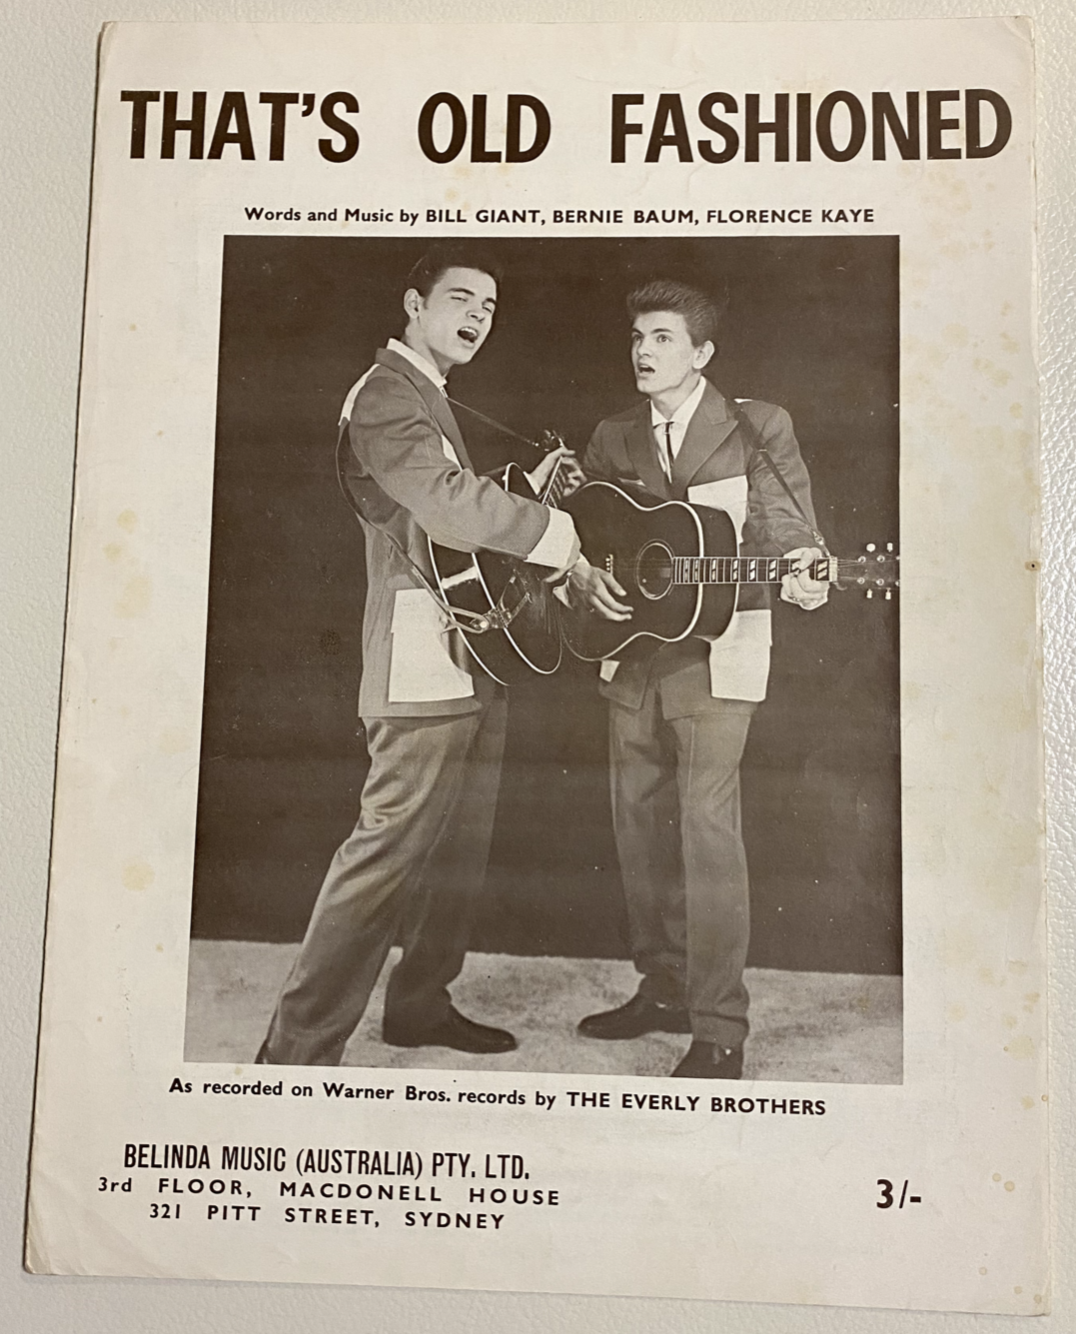 THAT'S OLD FASHIONED
Words and Music by BILL GIANT, BERNIE BAUM, FLORENCE KAYE
As recorded on Warner Bros. records by THE EVERLY BROTHERS
BELINDA MUSIC (AUSTRALIA) PTY. LTD.
3rd FLOOR, MACDONELL HOUSE
321 PITT STREET, SYDNEY
3/-